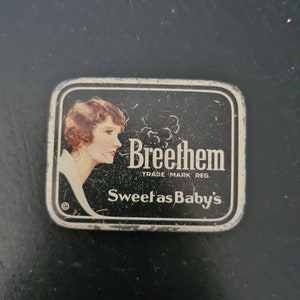 Breethem
TRADE MARK REG.
Sweet as Baby's
©